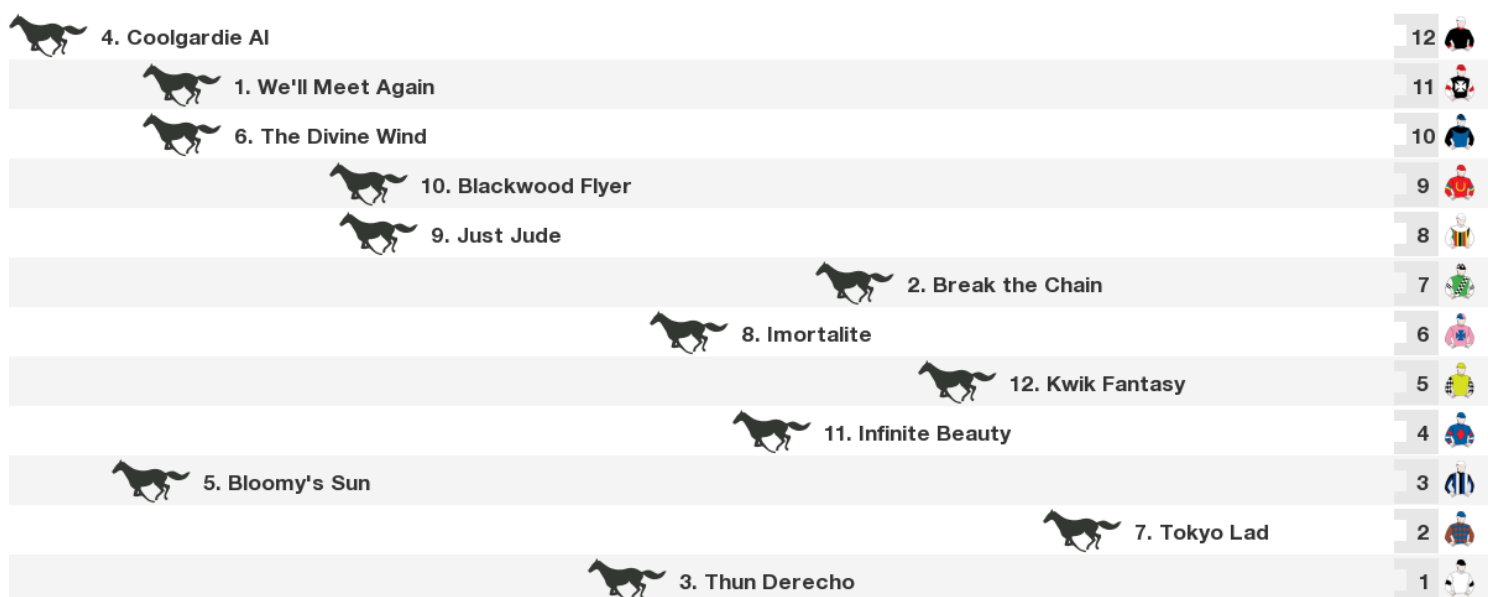 4. Coolgardie Al 12
1. We'll Meet Again 11
6. The Divine Wind 10
10. Blackwood Flyer 9
9. Just Jude 8
2. Break the Chain 7
8. Imortalite 6
12. Kwik Fantasy 5
11. Infinite Beauty 4
5. Bloomy's Sun 3
7. Tokyo Lad 2
3. Thun Derecho 1